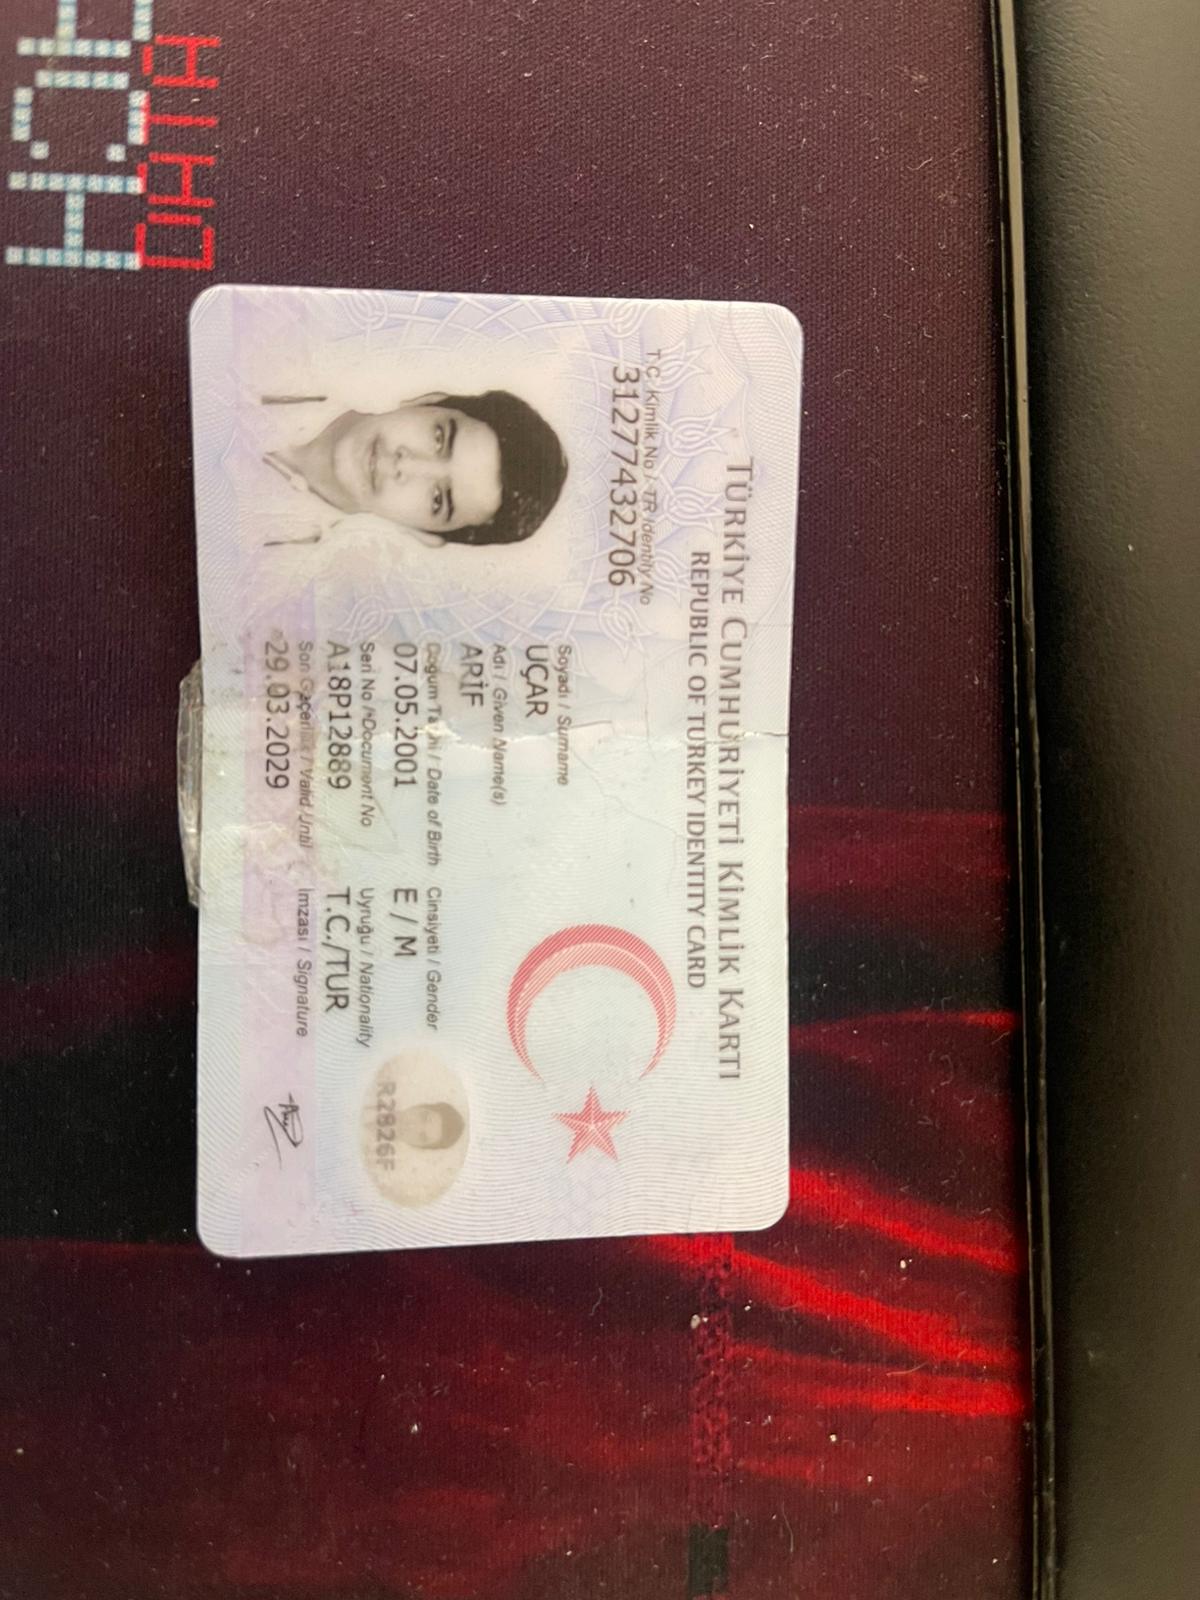 TÜRKİYE CUMHURİYETİ KİMLİK KARTI
REPUBLIC OF TURKEY IDENTITY CARD
T.C. Kimlik No / TR Identity No
31277432706
Soyadı / Surname
UÇAR
Adı / Given Name(s)
ARİF
Doğum Tarihi / Date of Birth Cinsiyeti / Gender
07.05.2001 E / M
Seri No / Document No Uyruğu / Nationality
A18P12889 T.C./TUR
Son Geçerlilik / Valid Until İmzası / Signature
29.03.2029
R2826F